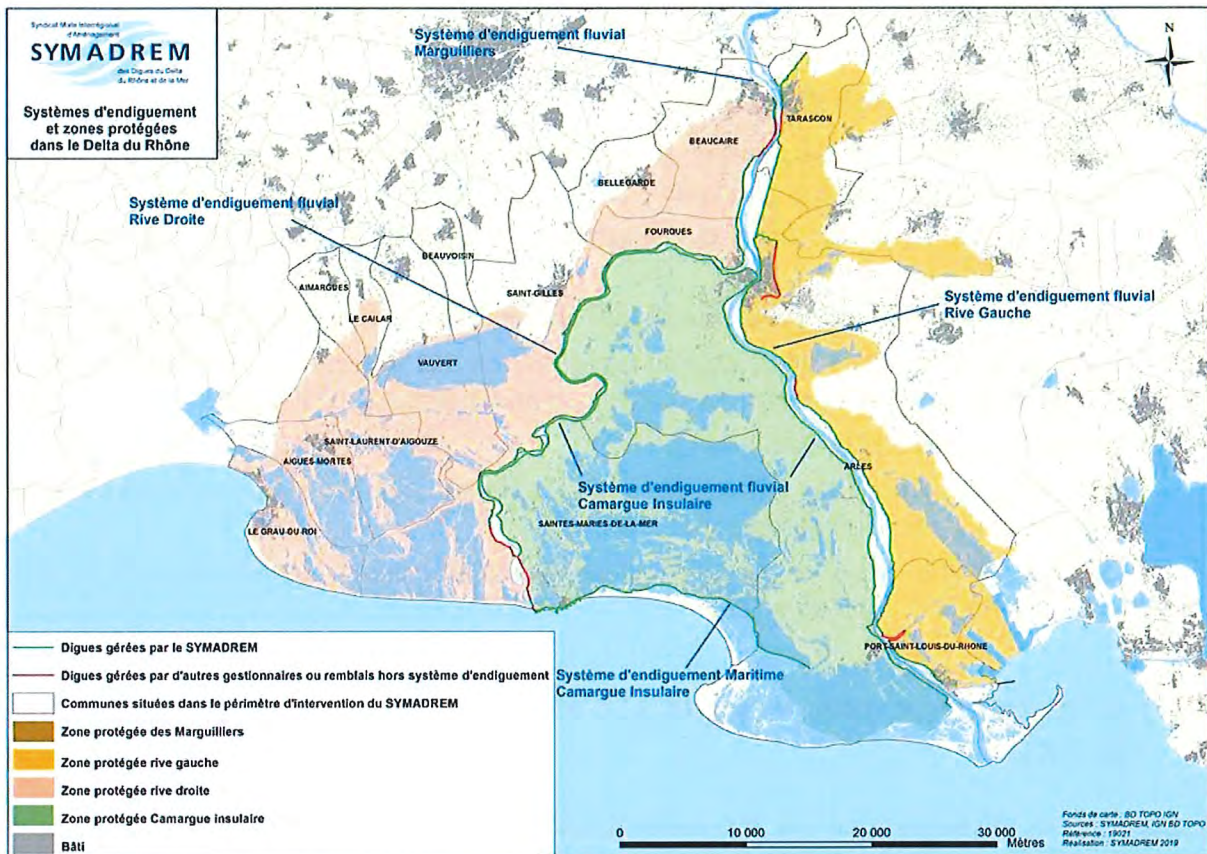 Syndicat Mixte Interrégional
d'Aménagement
SYMADREM
des Digues du Delta
du Rhône et de la Mer
Systèmes d'endiguement
et zones protégées
dans le Delta du Rhône
Système d'endiguement fluvial
Marguilliers
N
TARASCON
BEAUCAIRE
BELLEGARDE
Système d'endiguement fluvial
Rive Droite
FOURQUES
BEAUVOISIN
AIMARGUES
SAINT-GILLES
LE CAILAR
Système d'endiguement fluvial
Rive Gauche
VAUVERT
SAINT-LAURENT-D'AIGOUZE
AIGUES-MORTES
ARLES
Système d'endiguement fluvial
Camargue Insulaire
SAINTES-MARIES-DE-LA-MER
LE GRAU-DU-ROI
PORT-SAINT-LOUIS-DU-RHONE
Système d'endiguement Maritime
Camargue Insulaire
Digues gérées par le SYMADREM
Digues gérées par d'autres gestionnaires ou remblais hors système d'endiguement
Communes situées dans le périmètre d'intervention du SYMADREM
Zone protégée des Marguilliers
Zone protégée rive gauche
Zone protégée rive droite
Zone protégée Camargue insulaire
Bâti
0 10 000 20 000 30 000
Mètres
Fonds de carte : BD TOPO IGN
Sources : SYMADREM, IGN BD TOPO
Référence : 19021
Réalisation : SYMADREM 2019